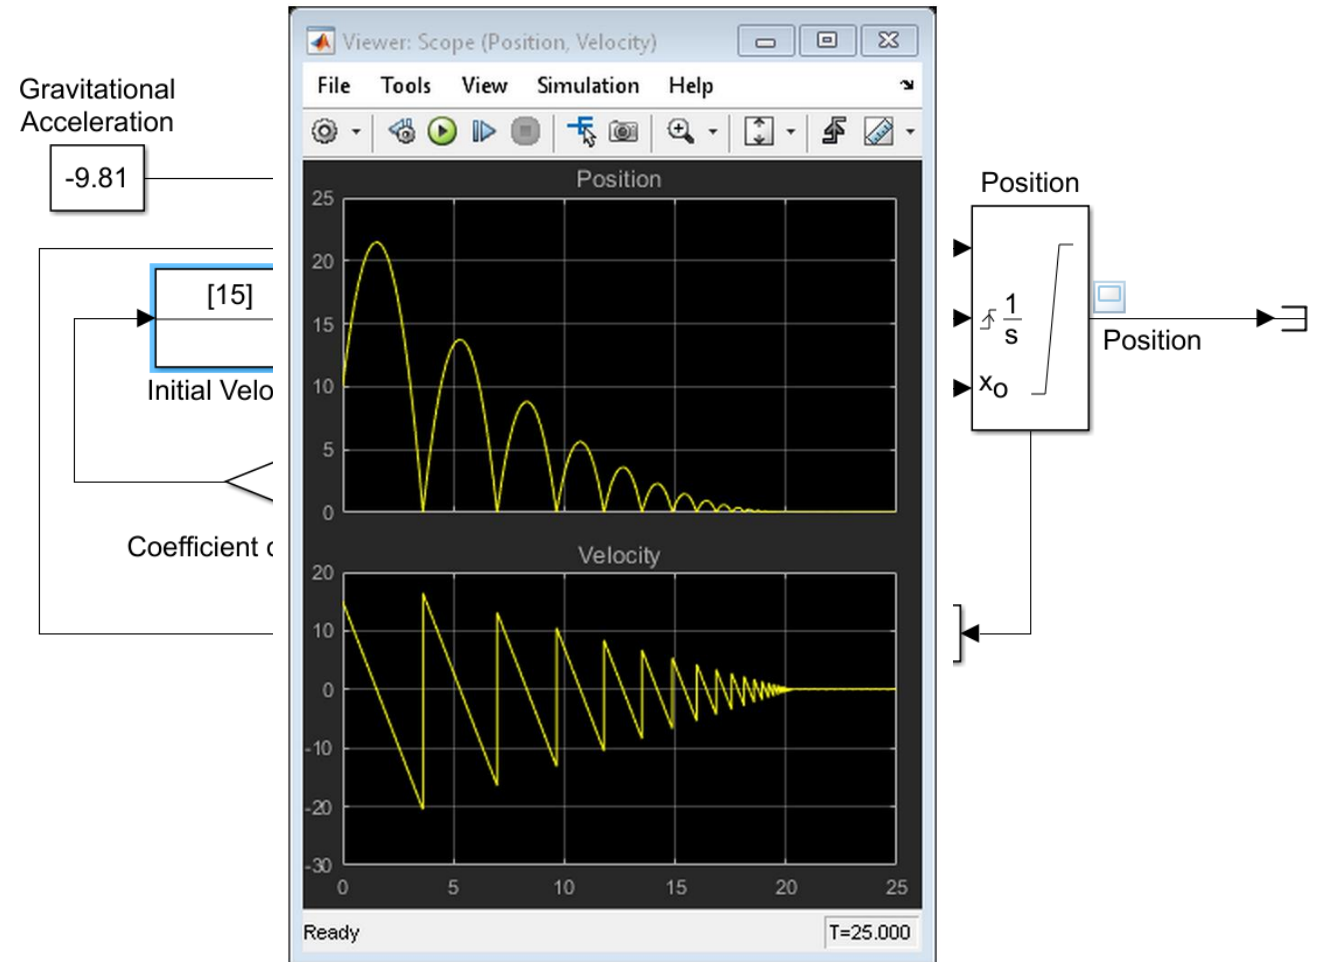 Viewer: Scope (Position, Velocity)
File Tools View Simulation Help
Gravitational
Acceleration
-9.81
[15]
Initial Velo
Coefficient
Position
25
20
15
10
5
0
Velocity
20
10
0
-10
-20
-30
0 5 10 15 20 25
Ready
T=25.000
Position
1
s
xo
Position